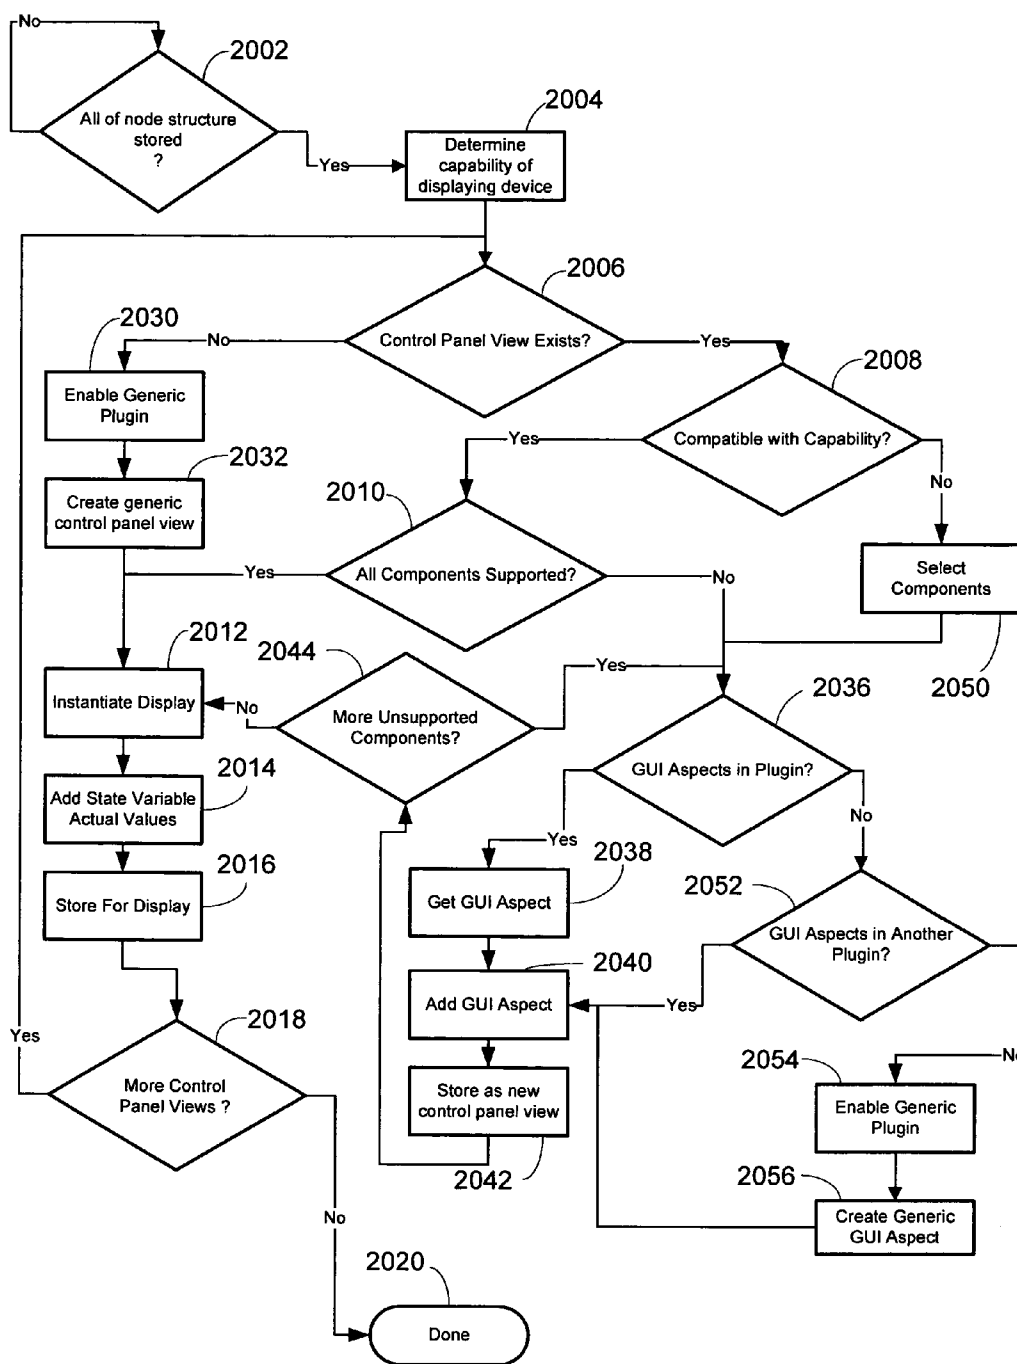 No
2002
All of node structure
stored
?
Yes
2004
Determine
capability of
displaying device
2006
Control Panel View Exists?
No
Yes
2030
Enable Generic
Plugin
2008
Compatible with Capability?
Yes
No
2032
Create generic
control panel view
2010
All Components Supported?
Yes
No
Select
Components
2050
2012
Instantiate Display
2044
More Unsupported
Components?
No
Yes
2036
GUI Aspects in Plugin?
Yes
No
2014
Add State Variable
Actual Values
2016
Store For Display
2038
Get GUI Aspect
2052
GUI Aspects in Another
Plugin?
Yes
No
2040
Add GUI Aspect
2018
More Control
Panel Views ?
Yes
No
Store as new
control panel view
2042
2054
Enable Generic
Plugin
2056
Create Generic
GUI Aspect
2020
Done